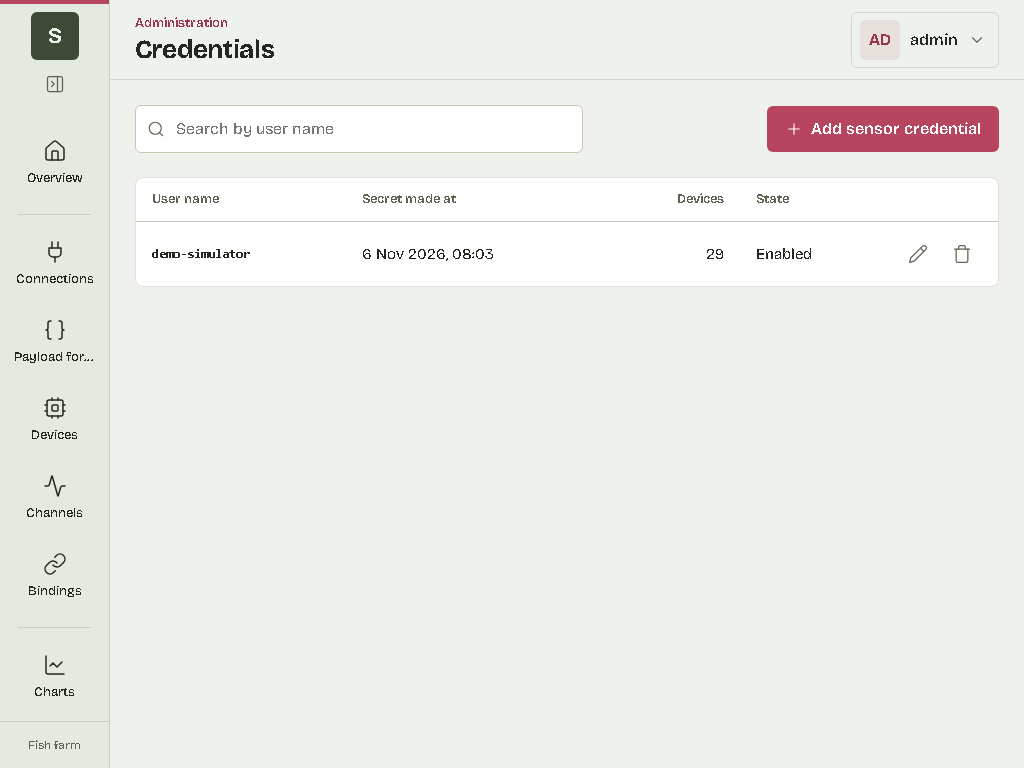 S
Administration
Credentials
AD admin
Overview
Connections
Payload for...
Devices
Channels
Bindings
Charts
Fish farm
Search by user name
Add sensor credential
User name Secret made at Devices State
demo-simulator 6 Nov 2026, 08:03 29 Enabled